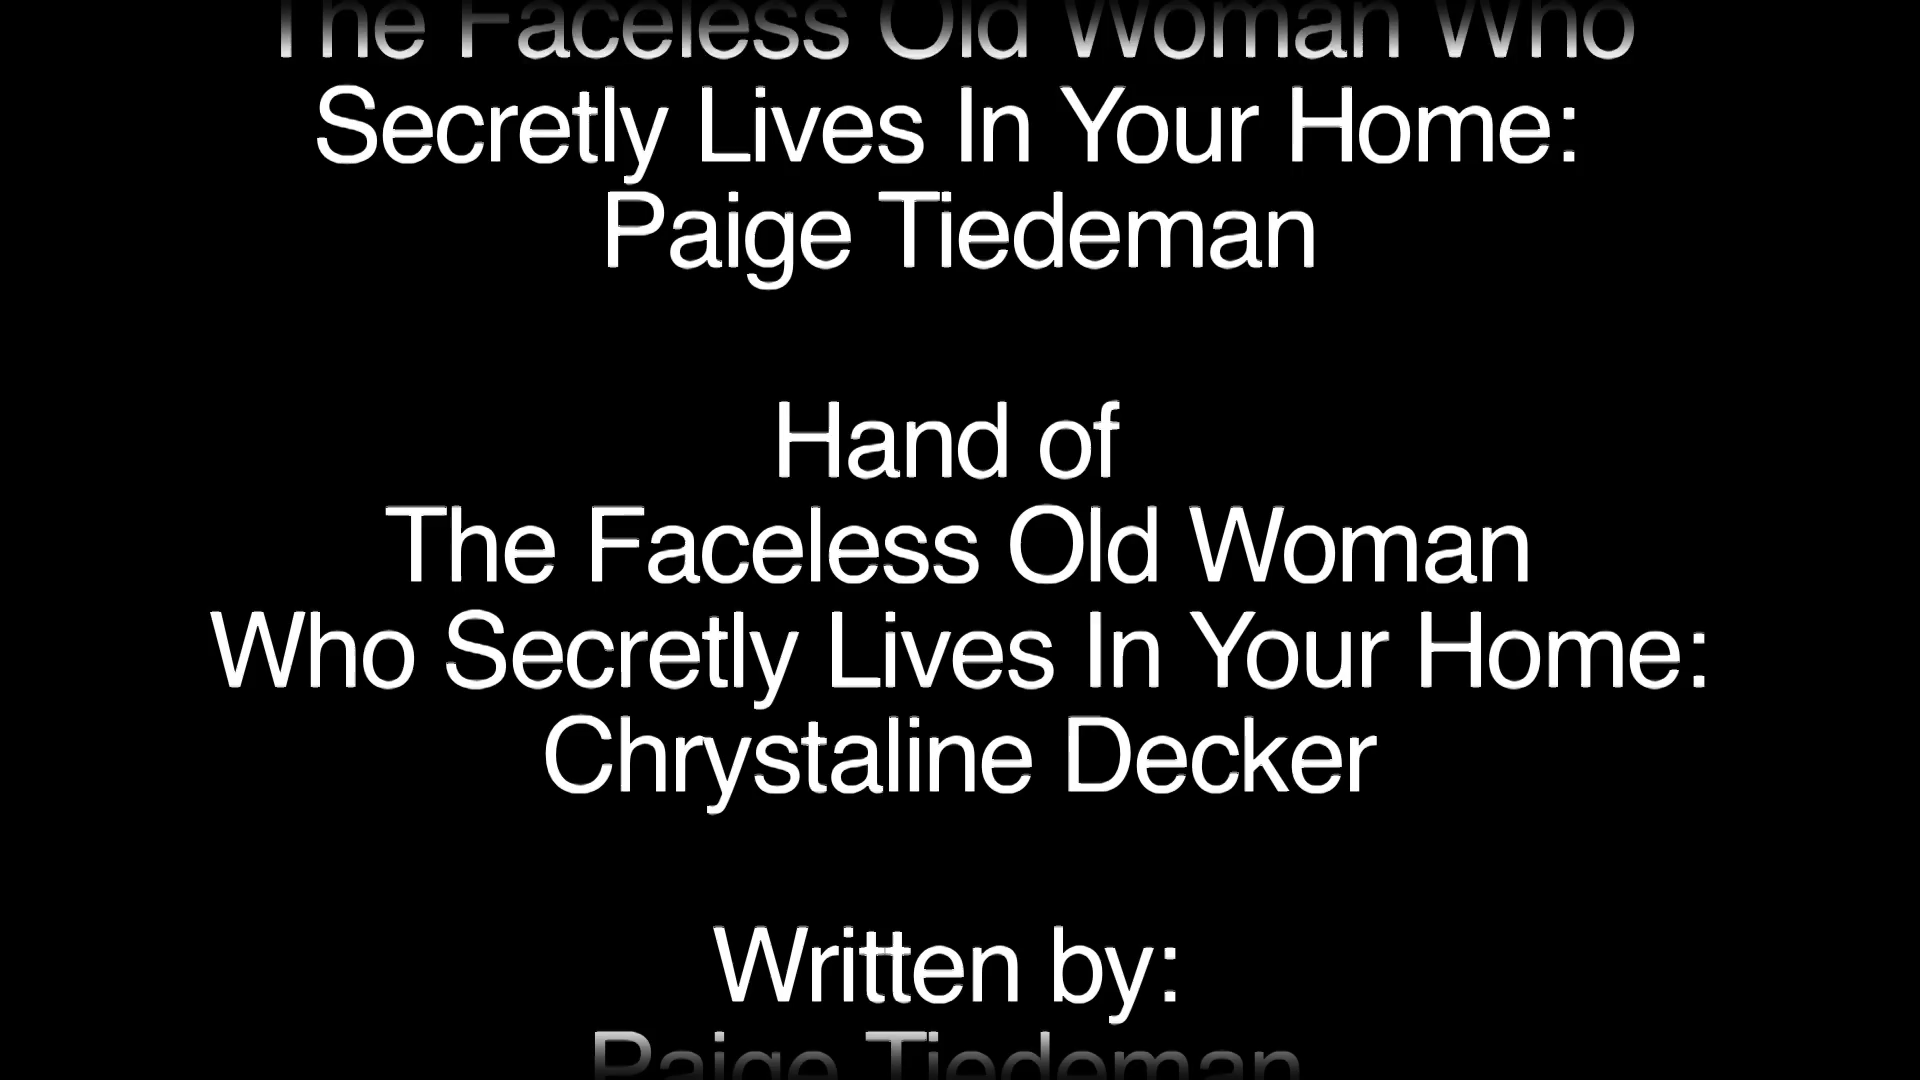 The Faceless Old Woman Who
Secretly Lives In Your Home:
Paige Tiedeman
Hand of
The Faceless Old Woman
Who Secretly Lives In Your Home:
Chrystaline Decker
Written by:
Paige Tiedeman